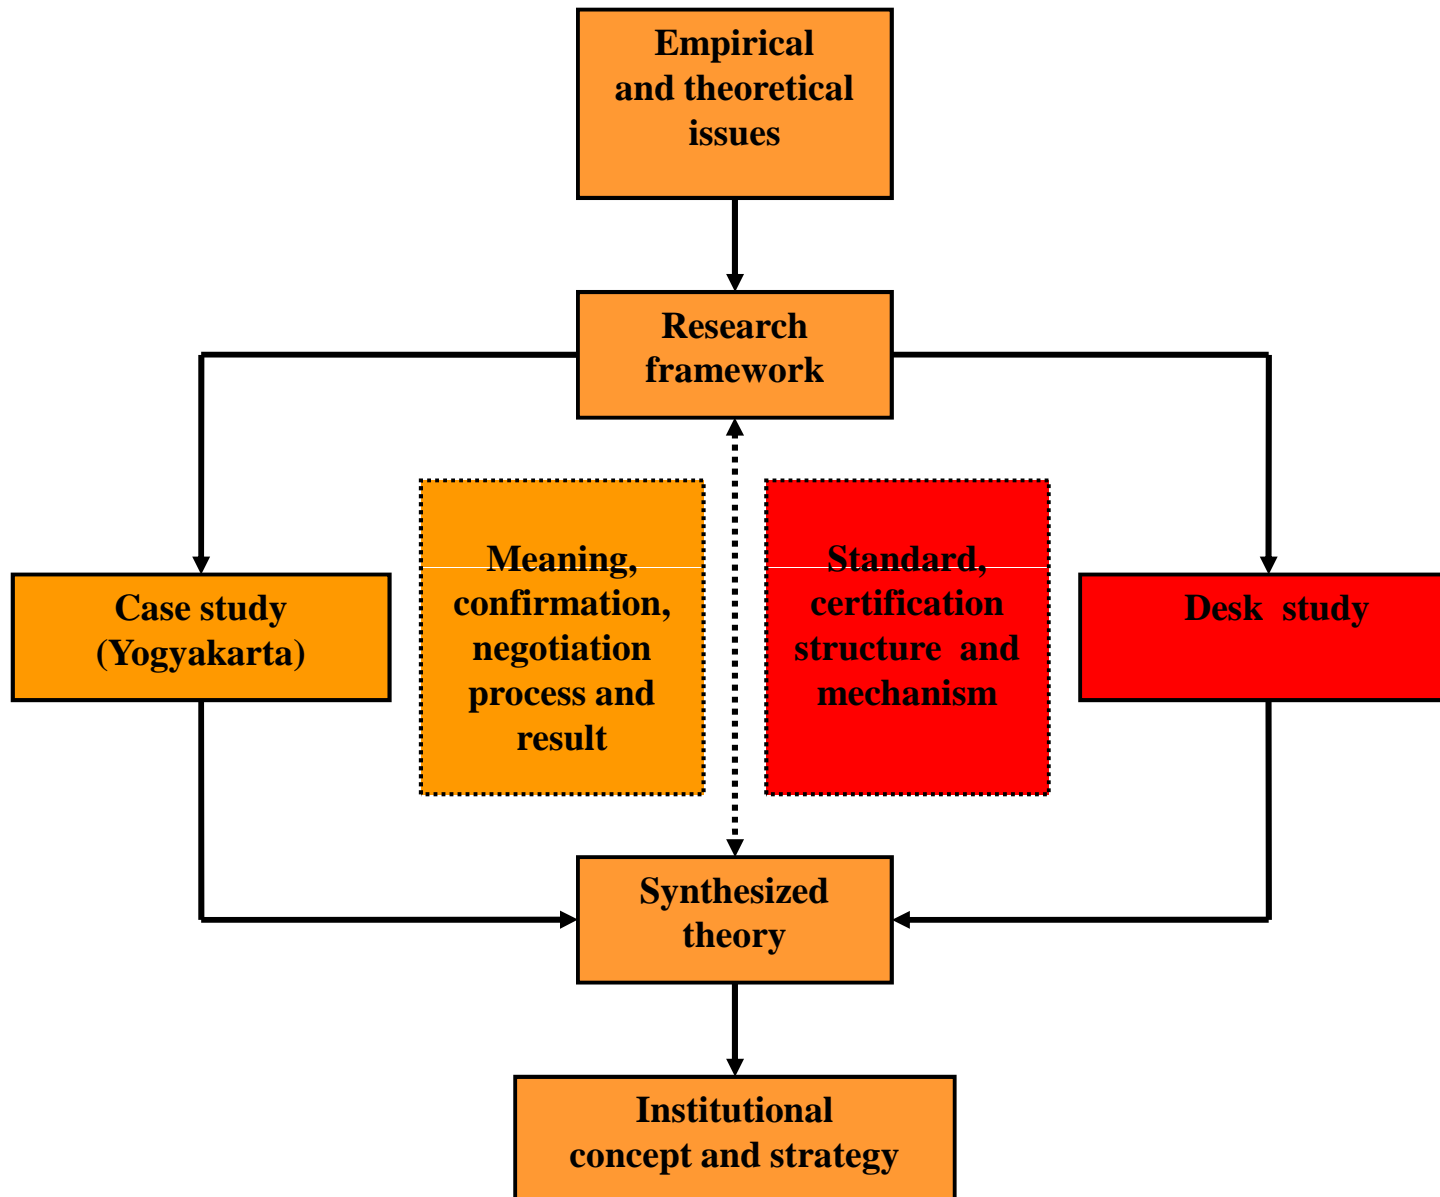 Empirical
and theoretical
issues
Research
framework
Meaning,
confirmation,
negotiation
process and
result
Standard,
certification
structure and
mechanism
Case study
(Yogyakarta)
Desk study
Synthesized
theory
Institutional
concept and strategy